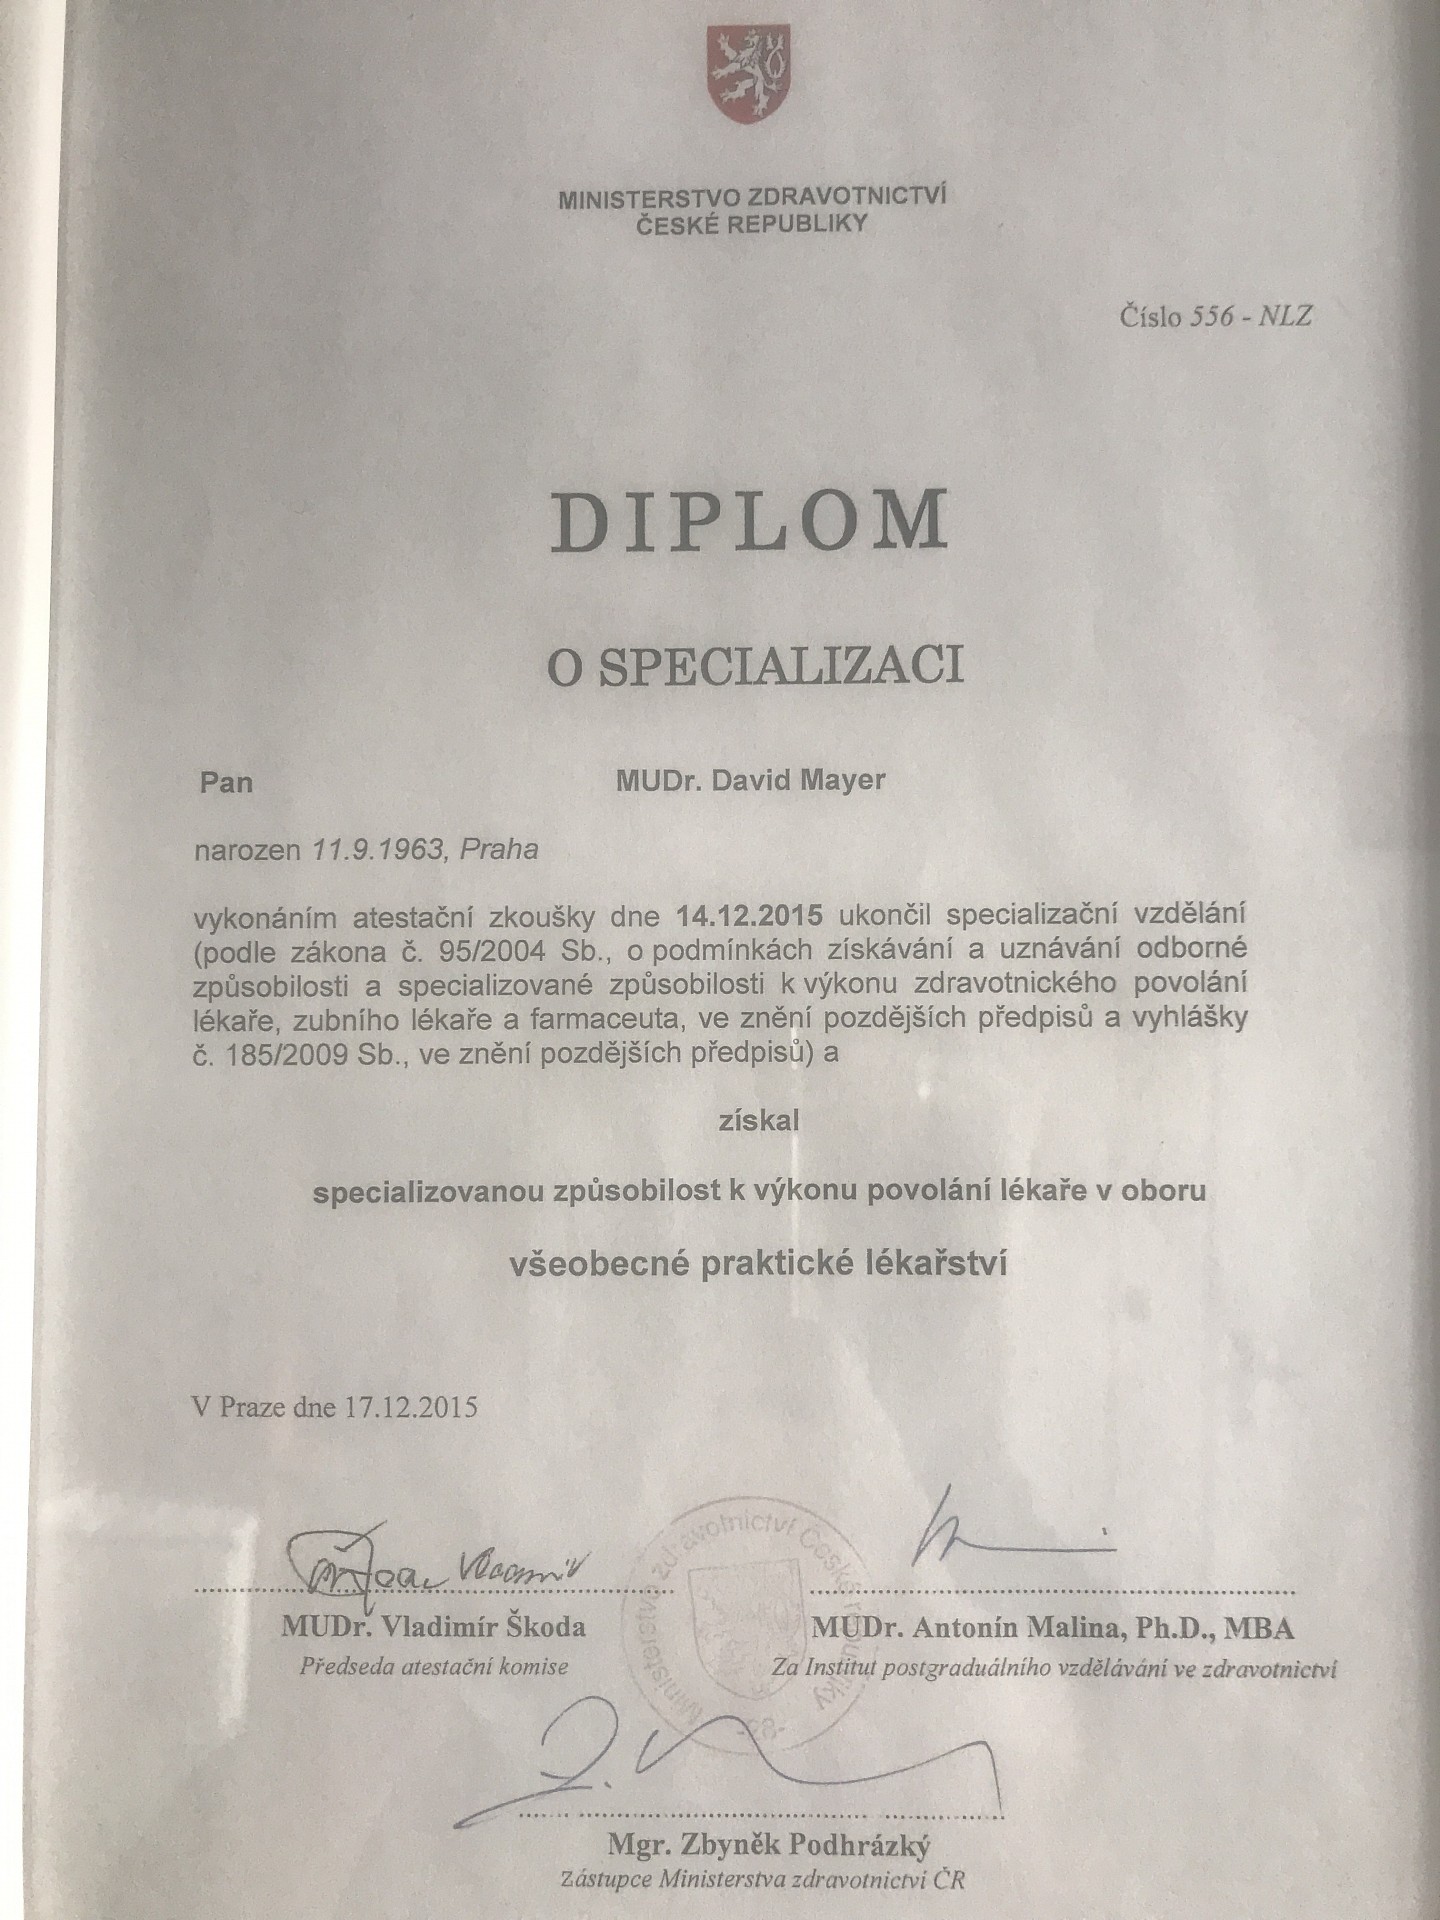 MINISTERSTVO ZDRAVOTNICTVÍ
ČESKÉ REPUBLIKY
Číslo 556 - NLZ
DIPLOM
O SPECIALIZACI
Pan MUDr. David Mayer
narozen 11.9.1963, Praha
vykonáním atestační zkoušky dne 14.12.2015 ukončil specializační vzdělání
(podle zákona č. 95/2004 Sb., o podmínkách získávání a uznávání odborné
způsobilosti a specializované způsobilosti k výkonu zdravotnického povolání
lékaře, zubního lékaře a farmaceuta, ve znění pozdějších předpisů a vyhlášky
č. 185/2009 Sb., ve znění pozdějších předpisů) a
získal
specializovanou způsobilost k výkonu povolání lékaře v oboru
všeobecné praktické lékařství
V Praze dne 17.12.2015
Ministerstvo zdravotnictví České republiky
MUDr. Vladimír Škoda MUDr. Antonín Malina, Ph.D., MBA
Předseda atestační komise Za Institut postgraduálního vzdělávání ve zdravotnictví
Mgr. Zbyněk Podhrázký
Zástupce Ministerstva zdravotnictví ČR